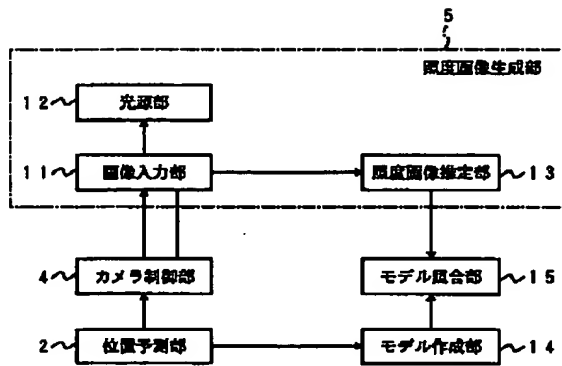 5
照度画像生成部
12 光源部
11 画像入力部
照度画像推定部 13
4 カメラ制御部
モデル照合部 15
2 位置予測部
モデル作成部 14